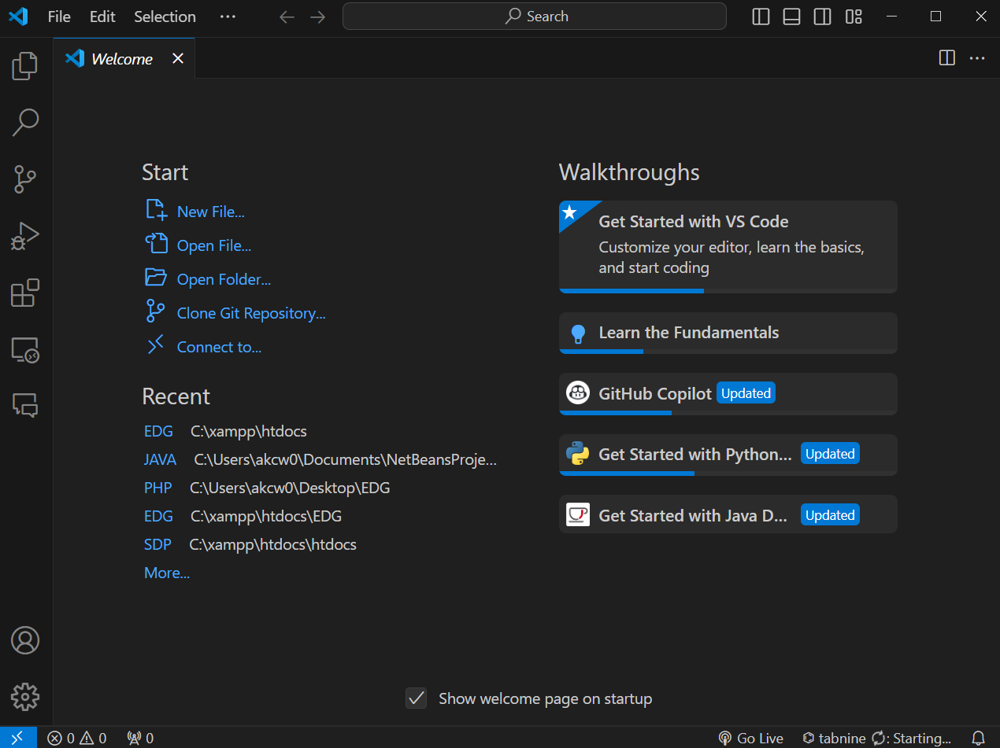 File Edit Selection ··· Search
Welcome
Start
New File...
Open File...
Open Folder...
Clone Git Repository...
Connect to...
Recent
EDG C:\xampp\htdocs
JAVA C:\Users\akcw0\Documents\NetBeansProje...
PHP C:\Users\akcw0\Desktop\EDG
EDG C:\xampp\htdocs\EDG
SDP C:\xampp\htdocs\htdocs
More...
Walkthroughs
Get Started with VS Code
Customize your editor, learn the basics,
and start coding
Learn the Fundamentals
GitHub Copilot Updated
Get Started with Python... Updated
Get Started with Java D... Updated
Show welcome page on startup
0 0 0 Go Live tabnine : Starting...